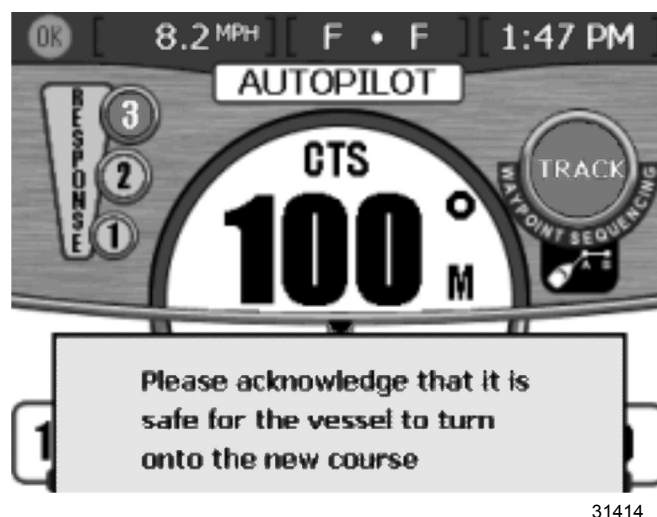 OK [ 8.2 MPH ] [ F • F ] [ 1:47 PM ]
AUTOPILOT
RESPONSE
3
2
1
CTS
100°
M
TRACK
WAYPOINT SEQUENCING
A B
Please acknowledge that it is
safe for the vessel to turn
onto the new course
1
31414